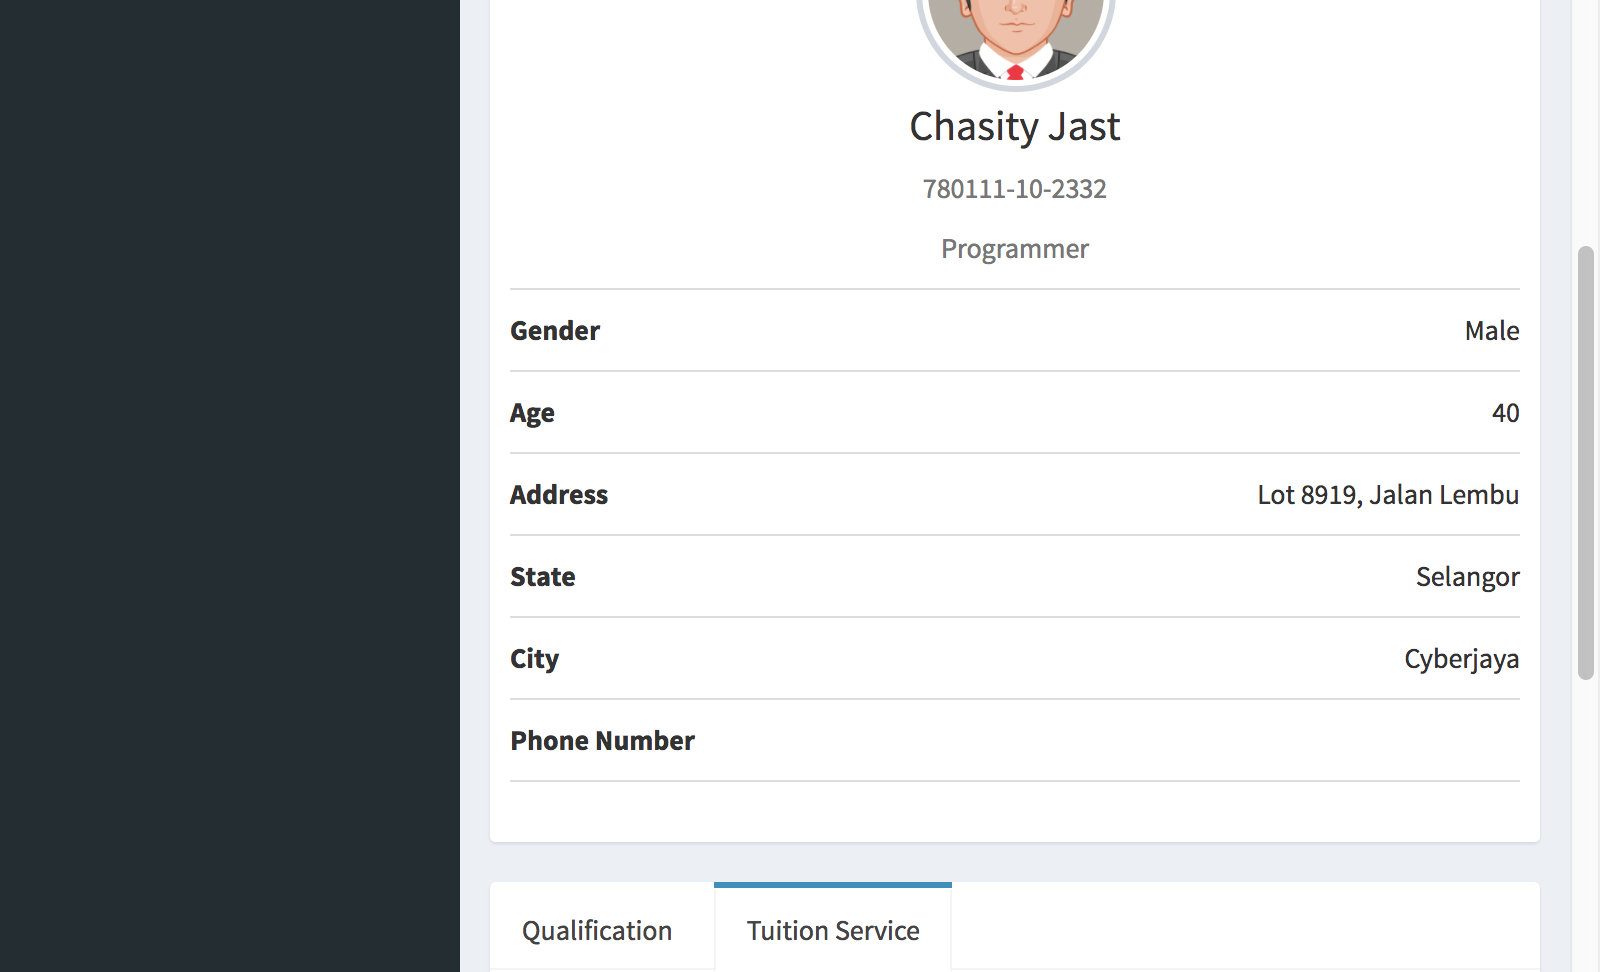 Chasity Jast
780111-10-2332
Programmer
Gender Male
Age 40
Address Lot 8919, Jalan Lembu
State Selangor
City Cyberjaya
Phone Number
Qualification Tuition Service